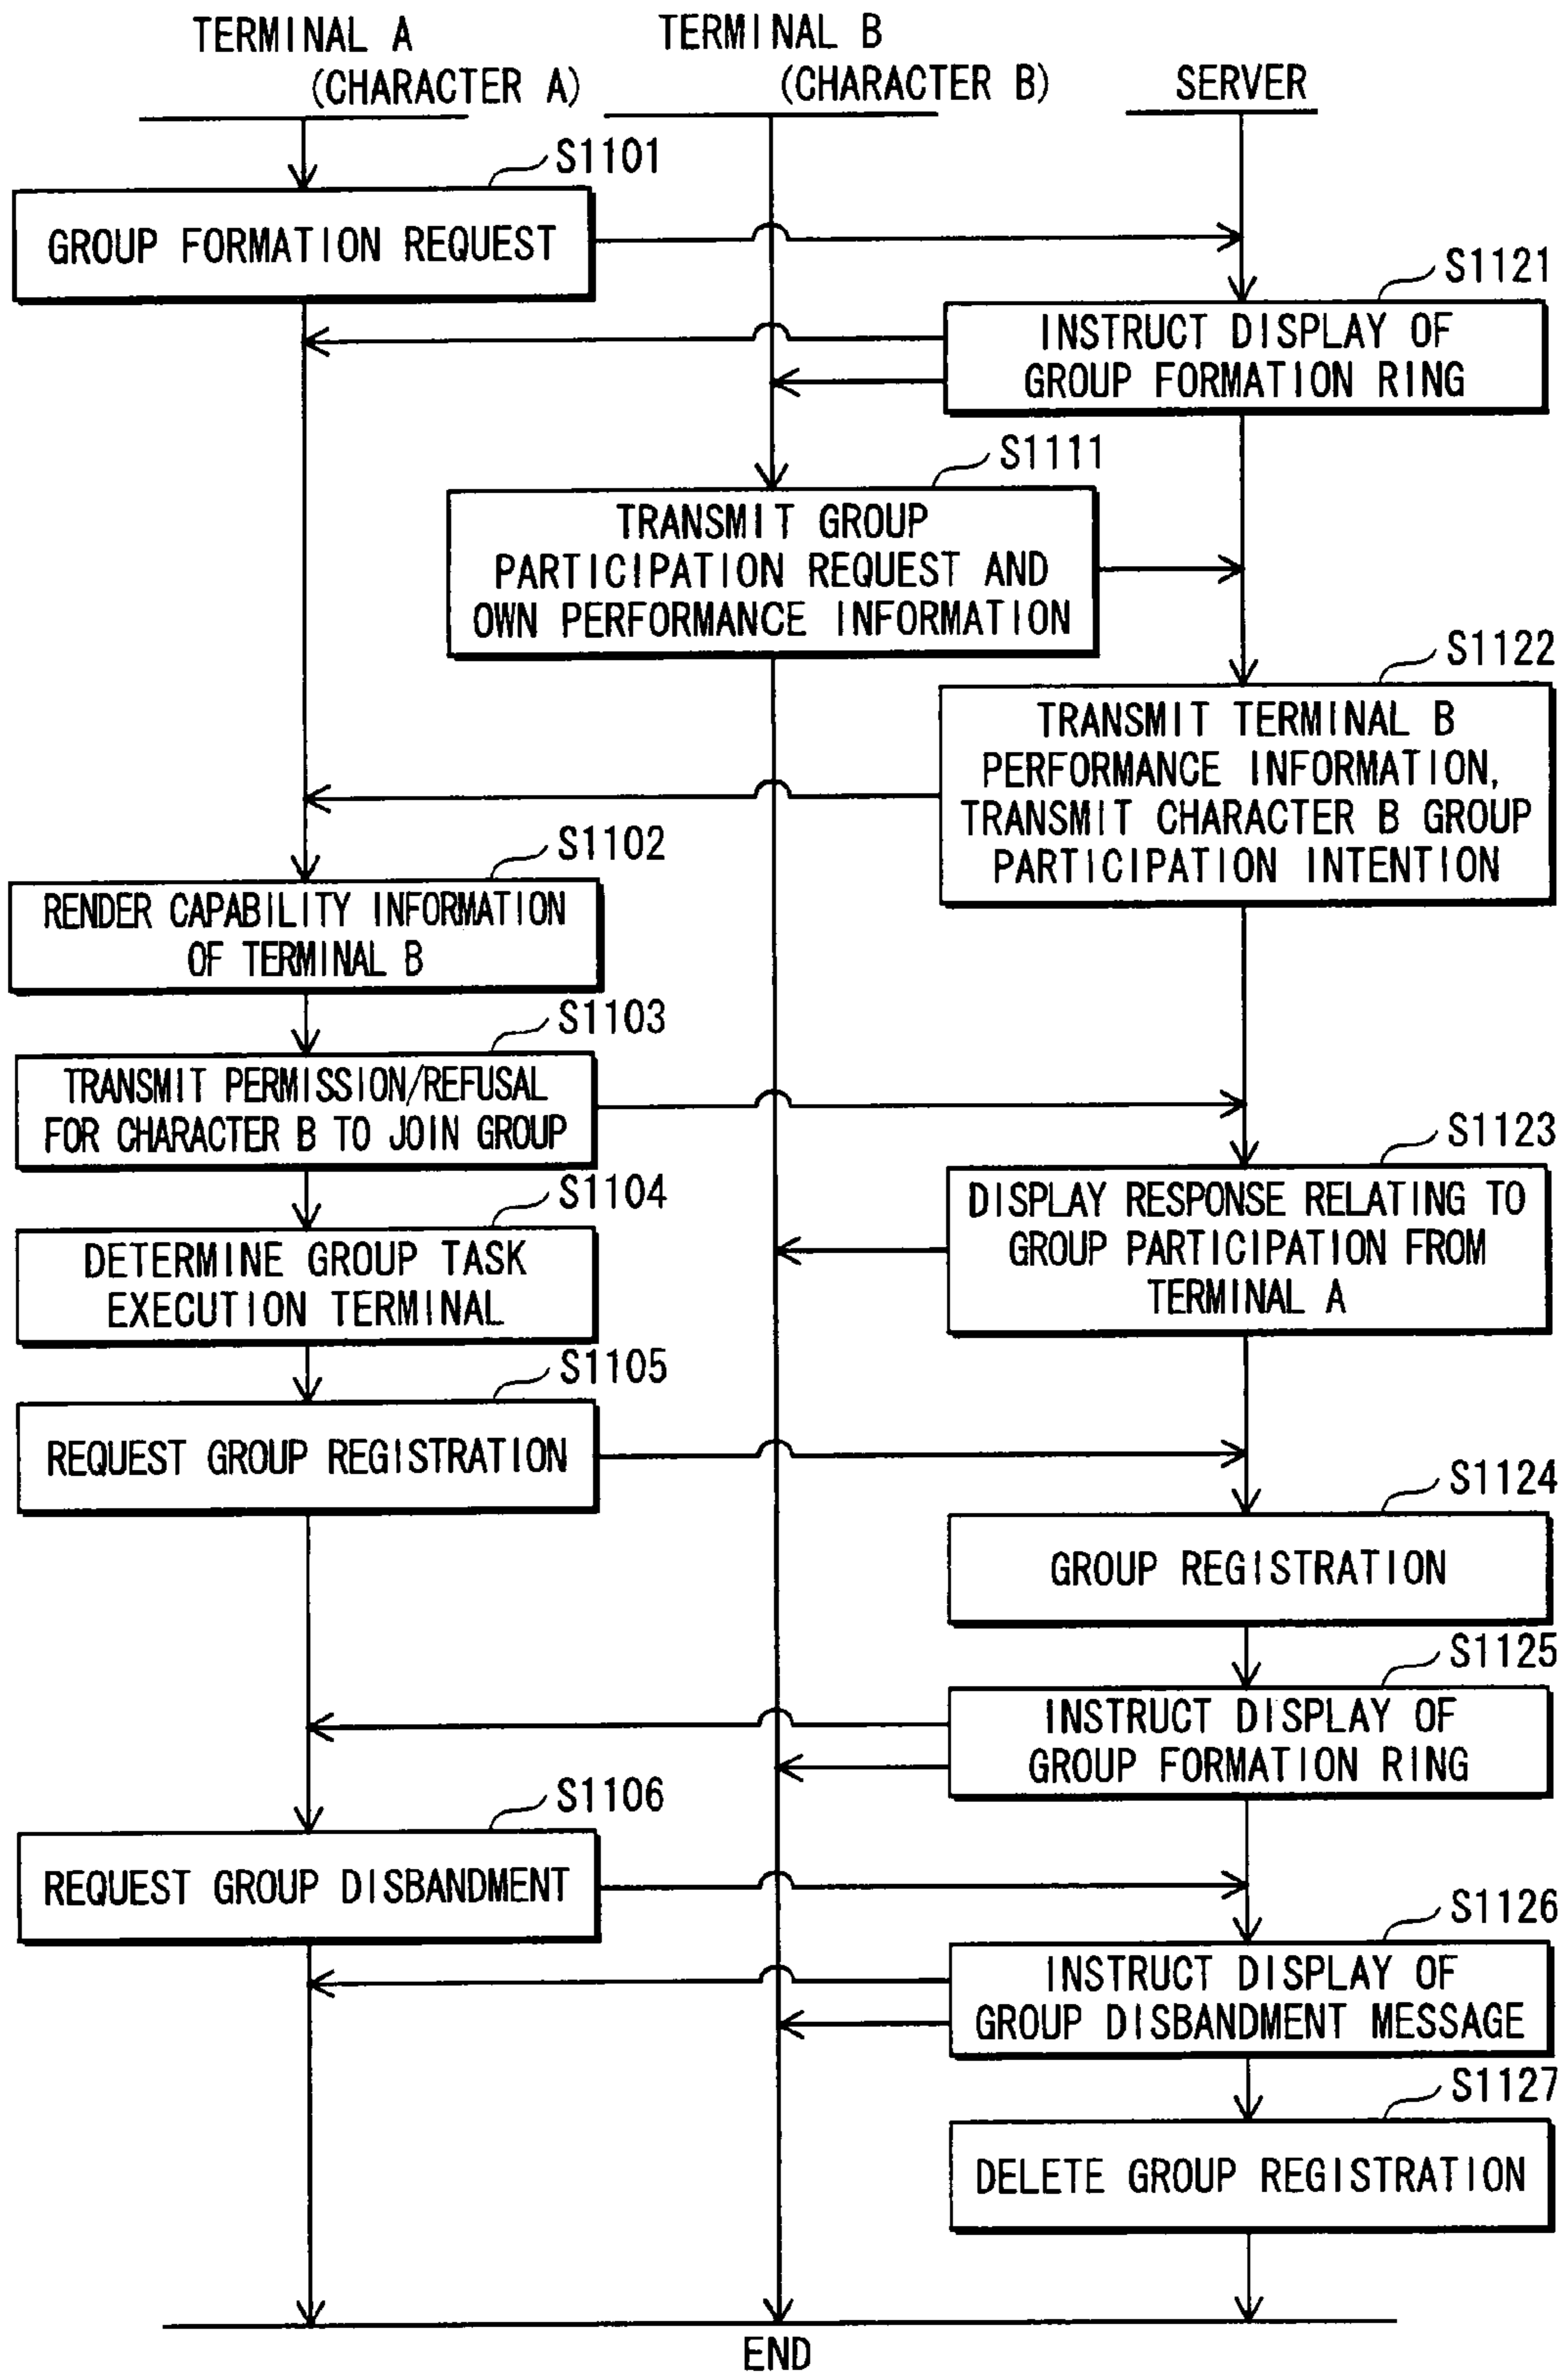 TERMINAL A
(CHARACTER A)
TERMINAL B
(CHARACTER B)
SERVER
S1101
GROUP FORMATION REQUEST
S1121
INSTRUCT DISPLAY OF
GROUP FORMATION RING
S1111
TRANSMIT GROUP
PARTICIPATION REQUEST AND
OWN PERFORMANCE INFORMATION
S1122
TRANSMIT TERMINAL B
PERFORMANCE INFORMATION,
TRANSMIT CHARACTER B GROUP
PARTICIPATION INTENTION
S1102
RENDER CAPABILITY INFORMATION
OF TERMINAL B
S1103
TRANSMIT PERMISSION/REFUSAL
FOR CHARACTER B TO JOIN GROUP
S1123
DISPLAY RESPONSE RELATING TO
GROUP PARTICIPATION FROM
TERMINAL A
S1104
DETERMINE GROUP TASK
EXECUTION TERMINAL
S1105
REQUEST GROUP REGISTRATION
S1124
GROUP REGISTRATION
S1125
INSTRUCT DISPLAY OF
GROUP FORMATION RING
S1106
REQUEST GROUP DISBANDMENT
S1126
INSTRUCT DISPLAY OF
GROUP DISBANDMENT MESSAGE
S1127
DELETE GROUP REGISTRATION
END